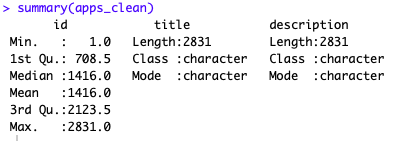 > summary(apps_clean)
       id            title            description
 Min.   :   1.0   Length:2831        Length:2831
 1st Qu.: 708.5   Class :character   Class :character
 Median :1416.0   Mode  :character   Mode  :character
 Mean   :1416.0
 3rd Qu.:2123.5
 Max.   :2831.0